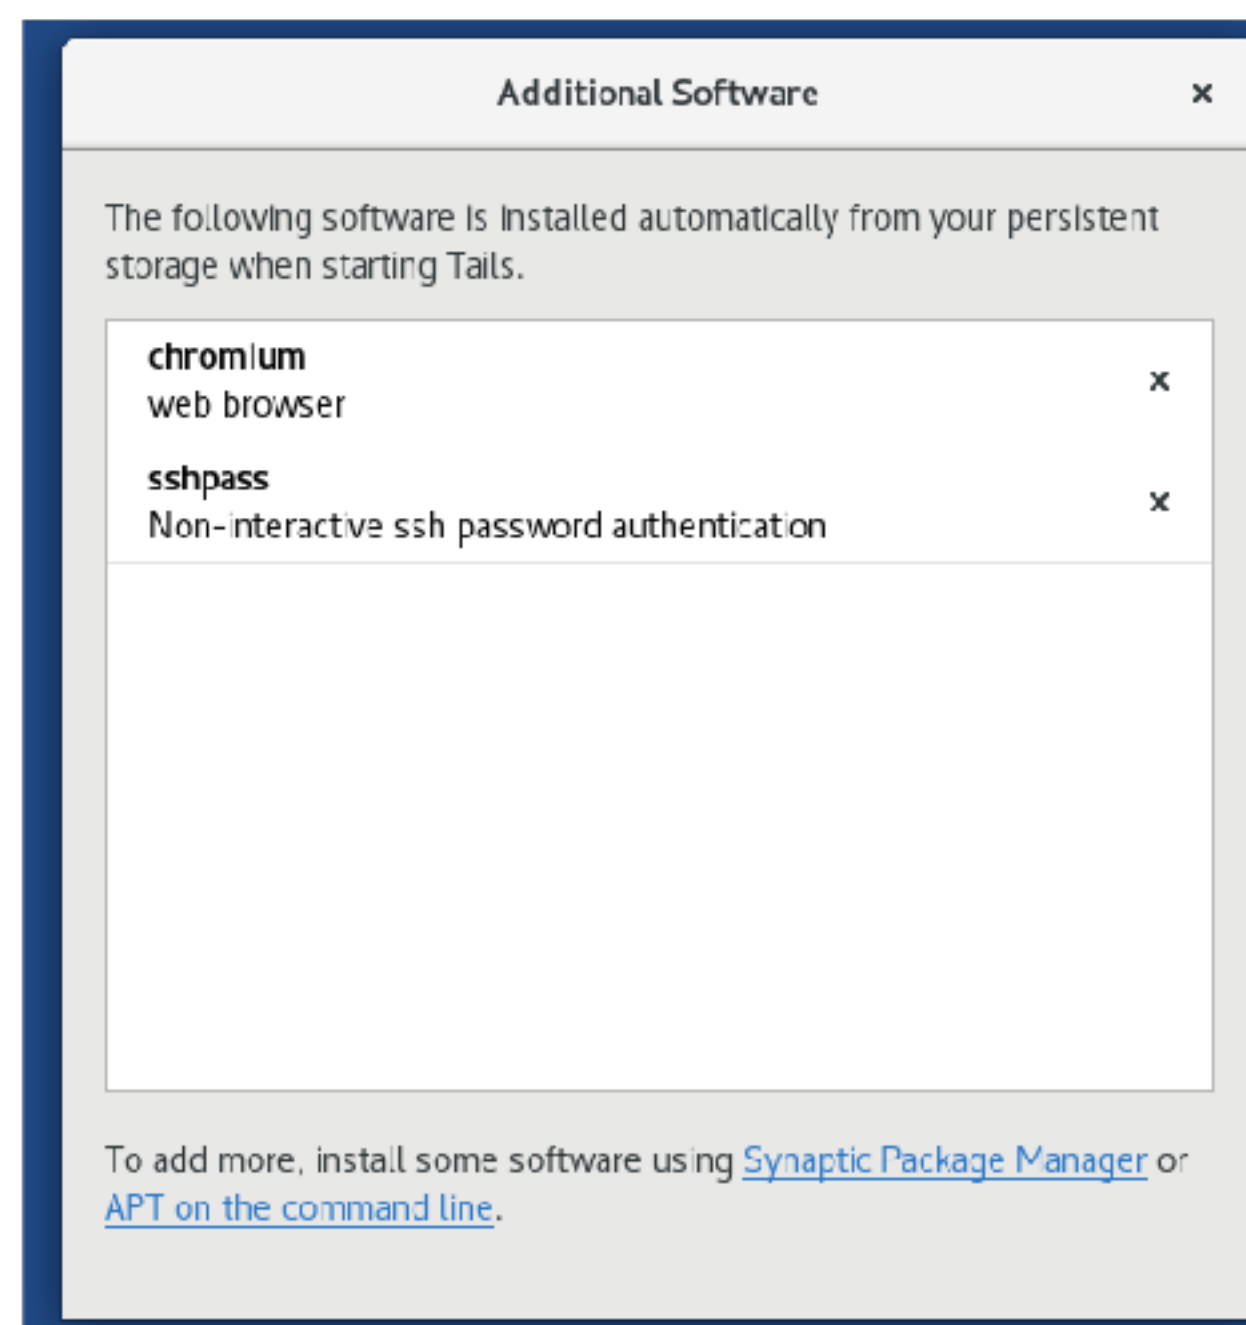 Additional Software
The following software is installed automatically from your persistent
storage when starting Tails.
chromium
web browser
sshpass
Non-interactive ssh password authentication
To add more, install some software using Synaptic Package Manager or
APT on the command line.